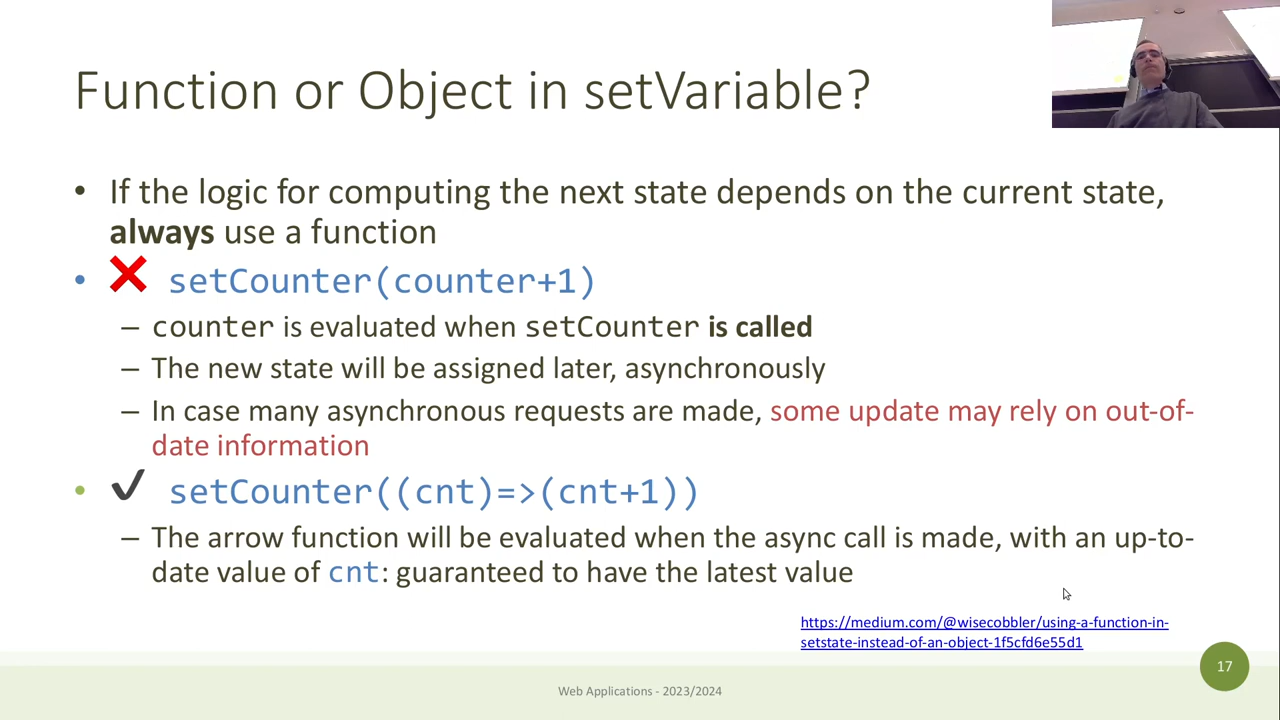 Function or Object in setVariable?
• If the logic for computing the next state depends on the current state,
always use a function
• ❌ setCounter(counter+1)
– counter is evaluated when setCounter is called
– The new state will be assigned later, asynchronously
– In case many asynchronous requests are made, some update may rely on out-of-
date information
• ✔ setCounter((cnt)=>(cnt+1))
– The arrow function will be evaluated when the async call is made, with an up-to-
date value of cnt: guaranteed to have the latest value
https://medium.com/@wisecobbler/using-a-function-in-
setstate-instead-of-an-object-1f5cfd6e55d1
17
Web Applications - 2023/2024